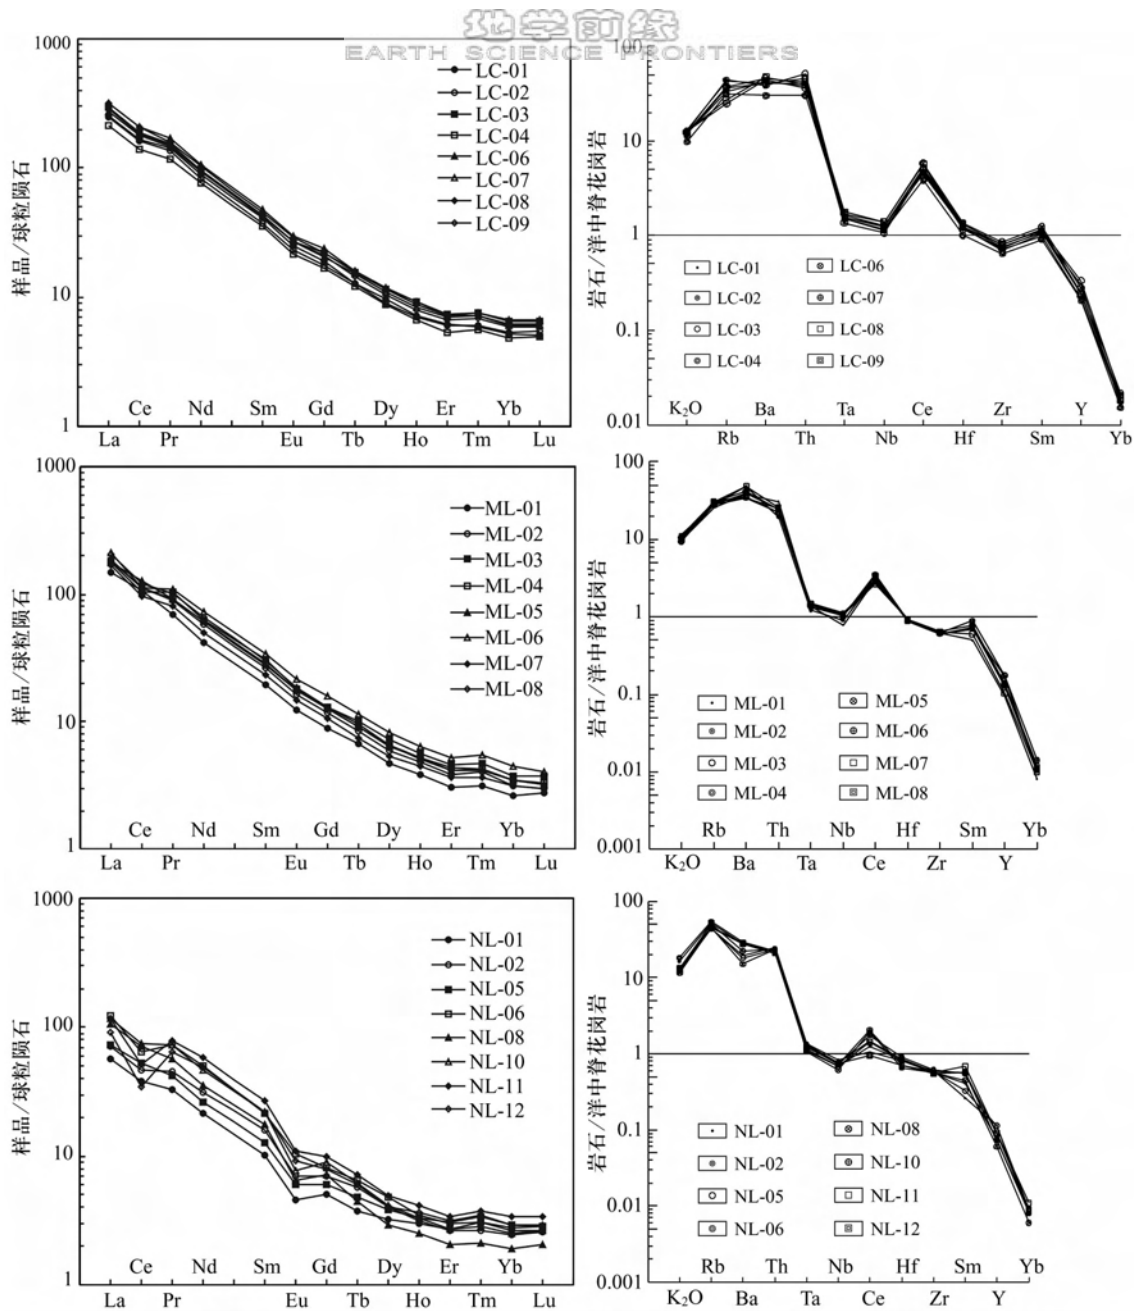 地学前缘
EARTH SCIENCE FRONTIERS
样品/球粒陨石
1000
100
10
1
LC-01
LC-02
LC-03
LC-04
LC-06
LC-07
LC-08
LC-09
Ce Nd Sm Gd Dy Er Yb
La Pr Eu Tb Ho Tm Lu
岩石/洋中脊花岗岩
100
10
1
0.1
0.01
LC-01 LC-06
LC-02 LC-07
LC-03 LC-08
LC-04 LC-09
K₂O Ba Ta Ce Zr Y
Rb Th Nb Hf Sm Yb
样品/球粒陨石
1000
100
10
1
ML-01
ML-02
ML-03
ML-04
ML-05
ML-06
ML-07
ML-08
Ce Nd Sm Gd Dy Er Yb
La Pr Eu Tb Ho Tm Lu
岩石/洋中脊花岗岩
100
10
1
0.1
0.01
0.001
ML-01 ML-05
ML-02 ML-06
ML-03 ML-07
ML-04 ML-08
Rb Th Nb Hf Sm Yb
K₂O Ba Ta Ce Zr Y
样品/球粒陨石
1000
100
10
1
NL-01
NL-02
NL-05
NL-06
NL-08
NL-10
NL-11
NL-12
Ce Nd Sm Gd Dy Er Yb
La Pr Eu Tb Ho Tm Lu
岩石/洋中脊花岗岩
100
10
1
0.1
0.01
0.001
NL-01 NL-08
NL-02 NL-10
NL-05 NL-11
NL-06 NL-12
Rb Th Nb Hf Sm Yb
K₂O Ba Ta Ce Zr Y